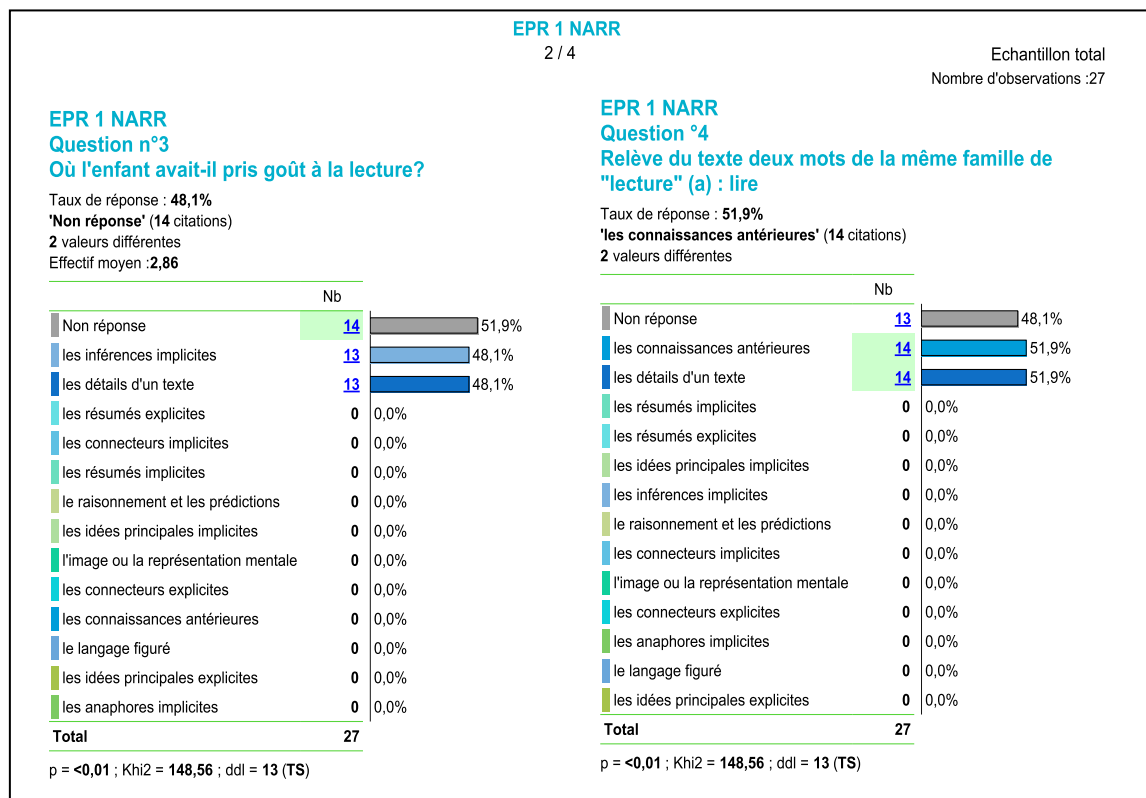 EPR 1 NARR
2 / 4
Echantillon total
Nombre d'observations :27
EPR 1 NARR
Question n°3
Où l'enfant avait-il pris goût à la lecture?
Taux de réponse : 48,1%
'Non réponse' (14 citations)
2 valeurs différentes
Effectif moyen :2,86
Nb
Non réponse 14 51,9%
les inférences implicites 13 48,1%
les détails d'un texte 13 48,1%
les résumés explicites 0 0,0%
les connecteurs implicites 0 0,0%
les résumés implicites 0 0,0%
le raisonnement et les prédictions 0 0,0%
les idées principales implicites 0 0,0%
l'image ou la représentation mentale 0 0,0%
les connecteurs explicites 0 0,0%
les connaissances antérieures 0 0,0%
le langage figuré 0 0,0%
les idées principales explicites 0 0,0%
les anaphores implicites 0 0,0%
Total 27
p = <0,01 ; Khi2 = 148,56 ; ddl = 13 (TS)
EPR 1 NARR
Question °4
Relève du texte deux mots de la même famille de
"lecture" (a) : lire
Taux de réponse : 51,9%
'les connaissances antérieures' (14 citations)
2 valeurs différentes
Nb
Non réponse 13 48,1%
les connaissances antérieures 14 51,9%
les détails d'un texte 14 51,9%
les résumés implicites 0 0,0%
les résumés explicites 0 0,0%
les idées principales implicites 0 0,0%
les inférences implicites 0 0,0%
le raisonnement et les prédictions 0 0,0%
les connecteurs implicites 0 0,0%
l'image ou la représentation mentale 0 0,0%
les connecteurs explicites 0 0,0%
les anaphores implicites 0 0,0%
le langage figuré 0 0,0%
les idées principales explicites 0 0,0%
Total 27
p = <0,01 ; Khi2 = 148,56 ; ddl = 13 (TS)